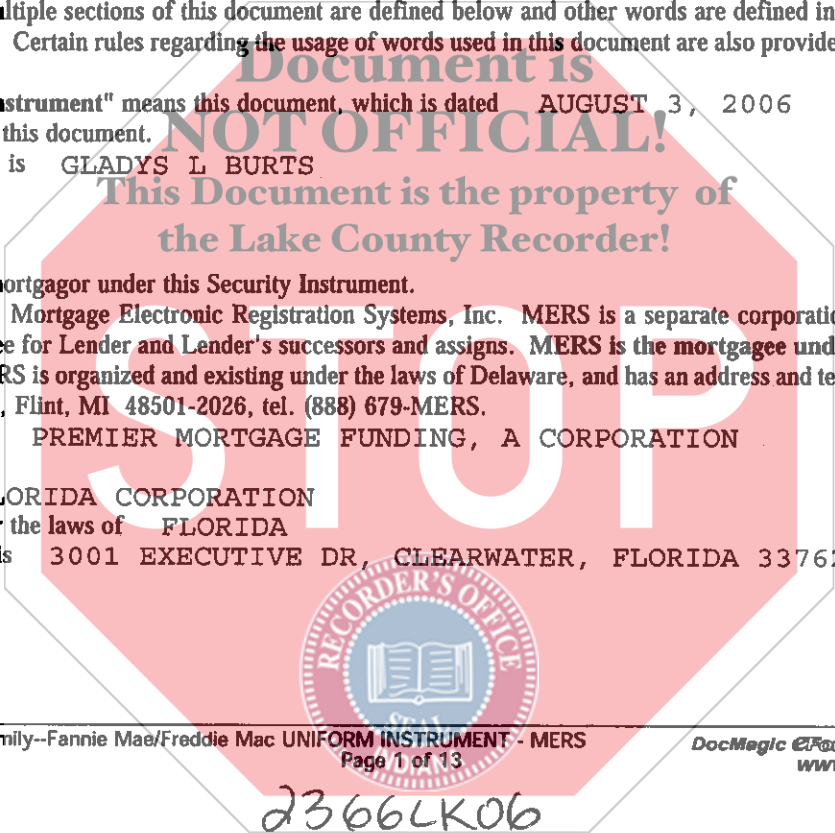 ltiple sections of this document are defined below and other words are defined in
Certain rules regarding the usage of words used in this document are also provide
Document is
nstrument" means this document, which is dated AUGUST 3, 2006
this document.
NOT OFFICIAL!
is GLADYS L BURTS
This Document is the property of
the Lake County Recorder!
ortgagor under this Security Instrument.
Mortgage Electronic Registration Systems, Inc. MERS is a separate corporatio
e for Lender and Lender's successors and assigns. MERS is the mortgagee und
RS is organized and existing under the laws of Delaware, and has an address and te
, Flint, MI 48501-2026, tel. (888) 679-MERS.
STOP
PREMIER MORTGAGE FUNDING, A CORPORATION
LORIDA CORPORATION
r the laws of FLORIDA
is 3001 EXECUTIVE DR, CLEARWATER, FLORIDA 33762
RECORDER'S OFFICE
SEAL
INDIANA
mily--Fannie Mae/Freddie Mac UNIFORM INSTRUMENT - MERS
DocMagic
Page 1 of 13
www
2366LK06